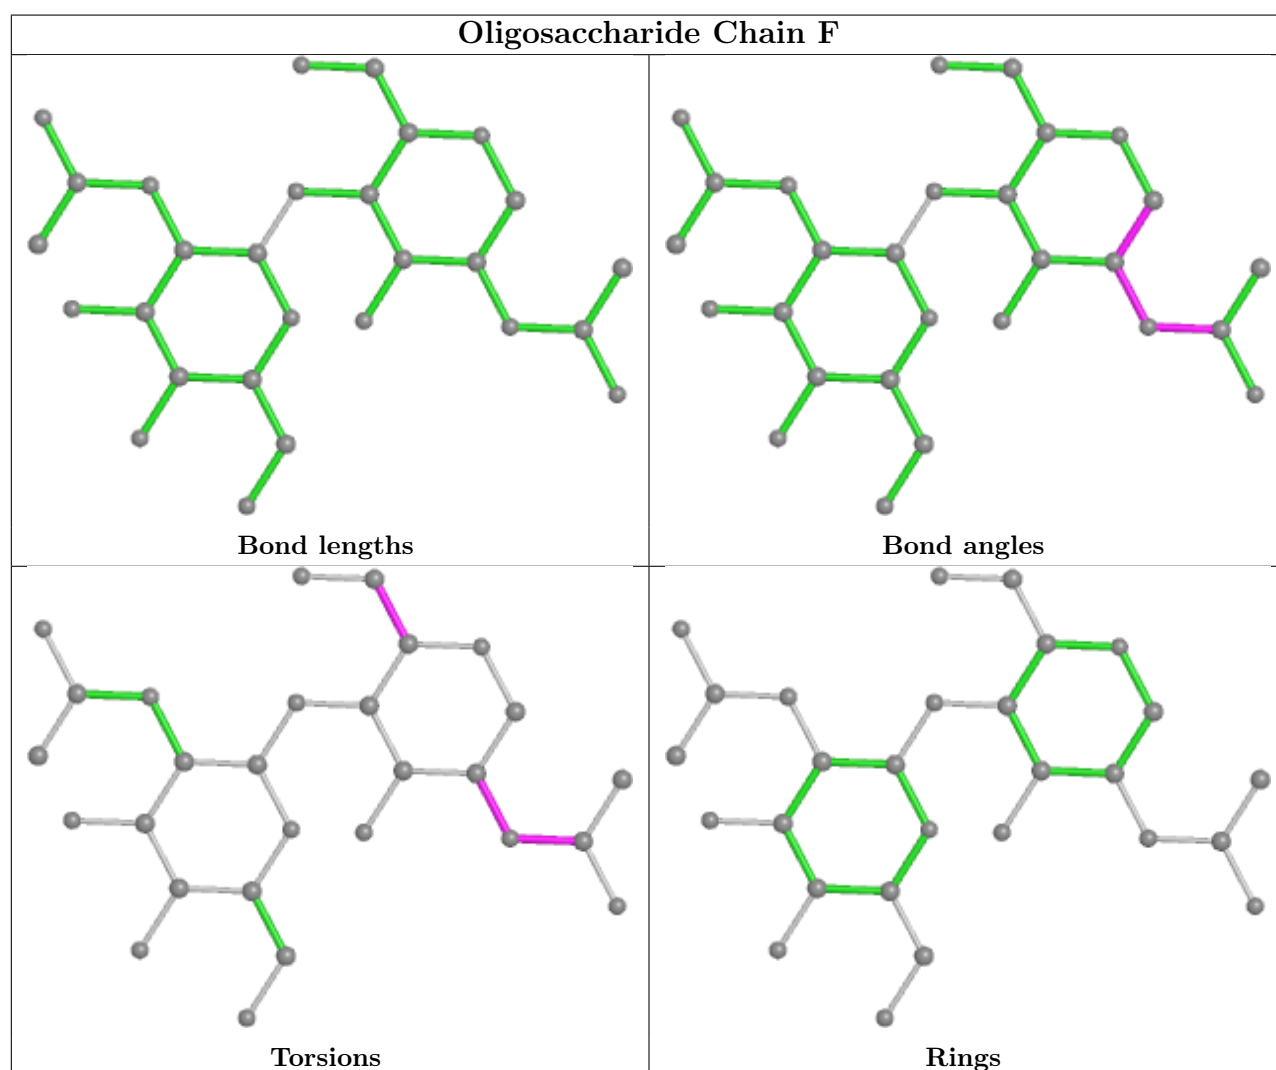 Oligosaccharide Chain F
Bond lengths
Bond angles
Torsions
Rings